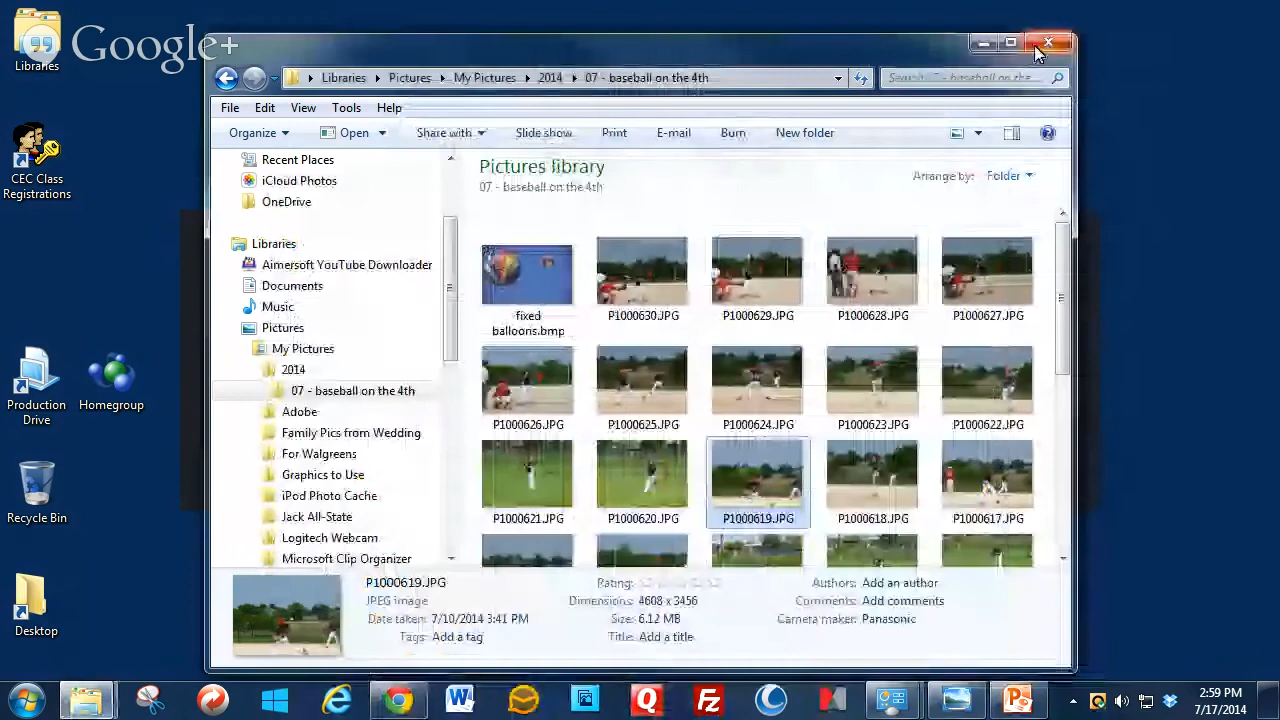 Google+
Libraries
CEC Class
Registrations
Production
Drive
Homegroup
Recycle Bin
Desktop
Libraries
Pictures
My Pictures
2014
07 - baseball on the 4th
Search 07 - baseball on the ...
File
Edit
View
Tools
Help
Organize
Open
Share with
Slide show
Print
E-mail
Burn
New folder
Recent Places
iCloud Photos
OneDrive
Libraries
Aimersoft YouTube Downloader
Documents
Music
Pictures
My Pictures
2014
07 - baseball on the 4th
Adobe
Family Pics from Wedding
For Walgreens
Graphics to Use
iPod Photo Cache
Jack All-State
Logitech Webcam
Microsoft Clip Organizer
Pictures library
07 - baseball on the 4th
Arrange by:
Folder
fixed
balloons.bmp
P1000630.JPG
P1000629.JPG
P1000628.JPG
P1000627.JPG
P1000626.JPG
P1000625.JPG
P1000624.JPG
P1000623.JPG
P1000622.JPG
P1000621.JPG
P1000620.JPG
P1000619.JPG
P1000618.JPG
P1000617.JPG
P1000619.JPG
JPEG image
Date taken: 7/10/2014 3:41 PM
Tags: Add a tag
Rating:
Dimensions: 4608 x 3456
Size: 6.12 MB
Title: Add a title
Authors: Add an author
Comments: Add comments
Camera maker: Panasonic
2:59 PM
7/17/2014